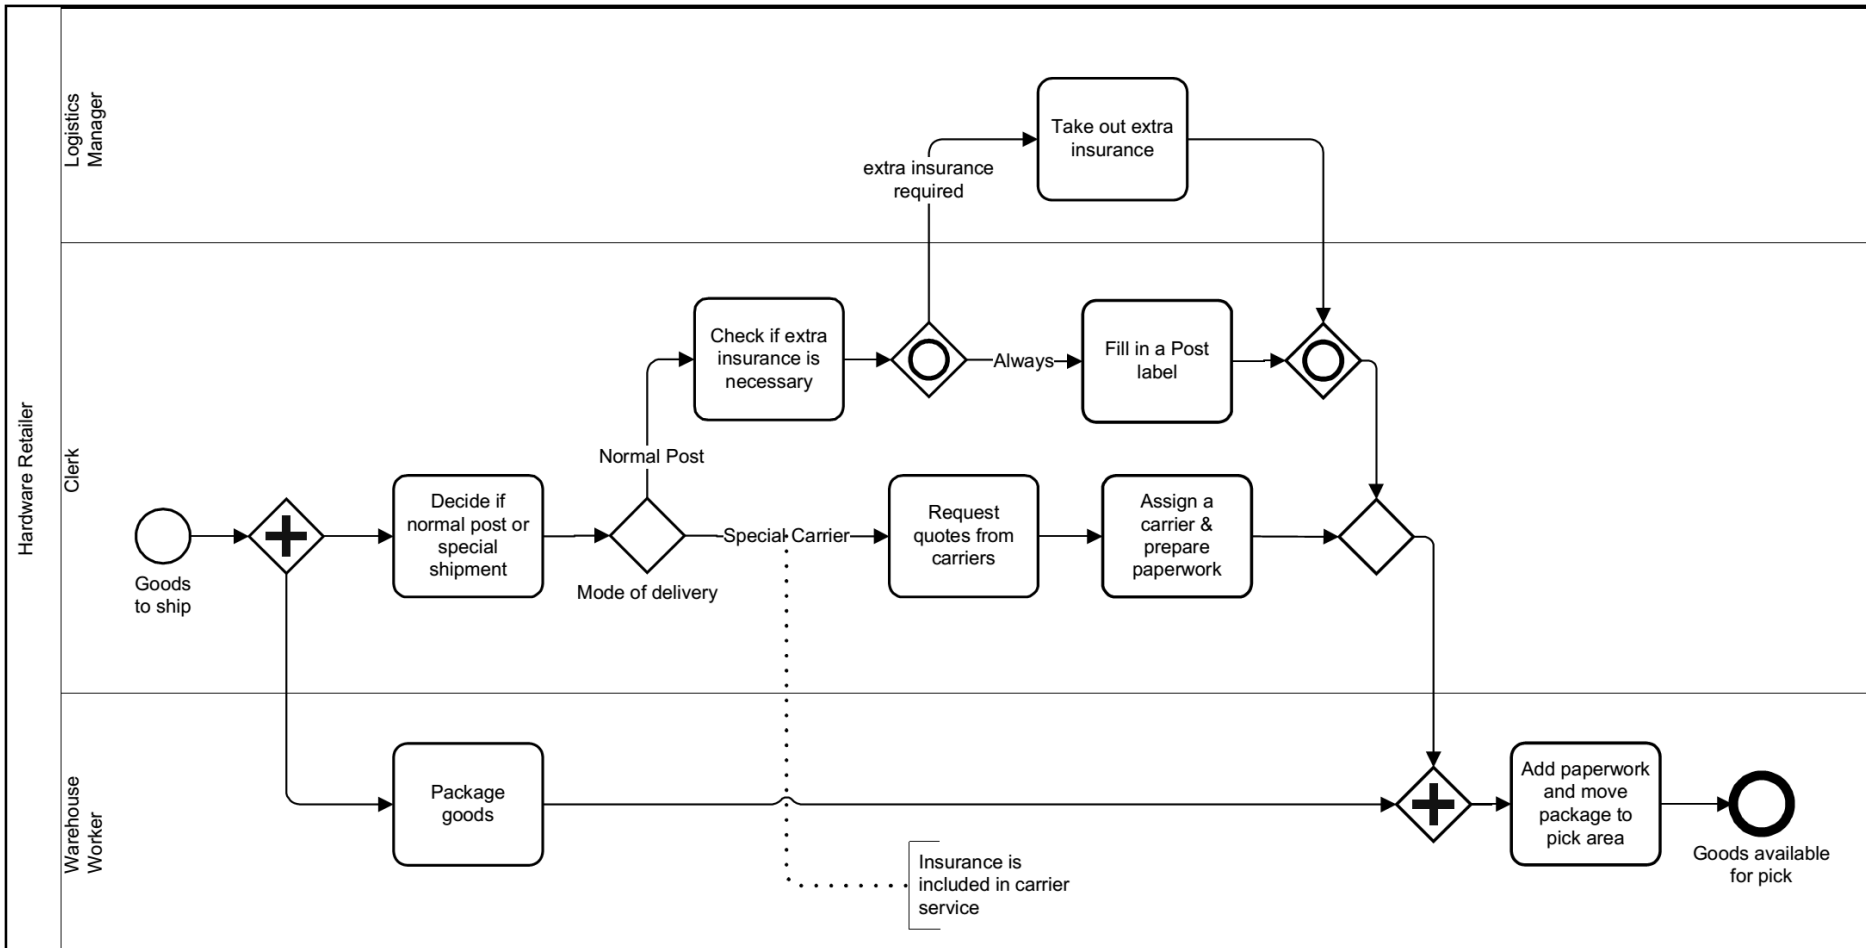 Hardware Retailer
Logistics
Manager
Take out extra
insurance
extra insurance
required
Clerk
Check if extra
insurance is
necessary
Always
Fill in a Post
label
Normal Post
Goods
to ship
Decide if
normal post or
special
shipment
Mode of delivery
Special Carrier
Request
quotes from
carriers
Assign a
carrier &
prepare
paperwork
Warehouse
Worker
Package
goods
Insurance is
included in carrier
service
Add paperwork
and move
package to
pick area
Goods available
for pick